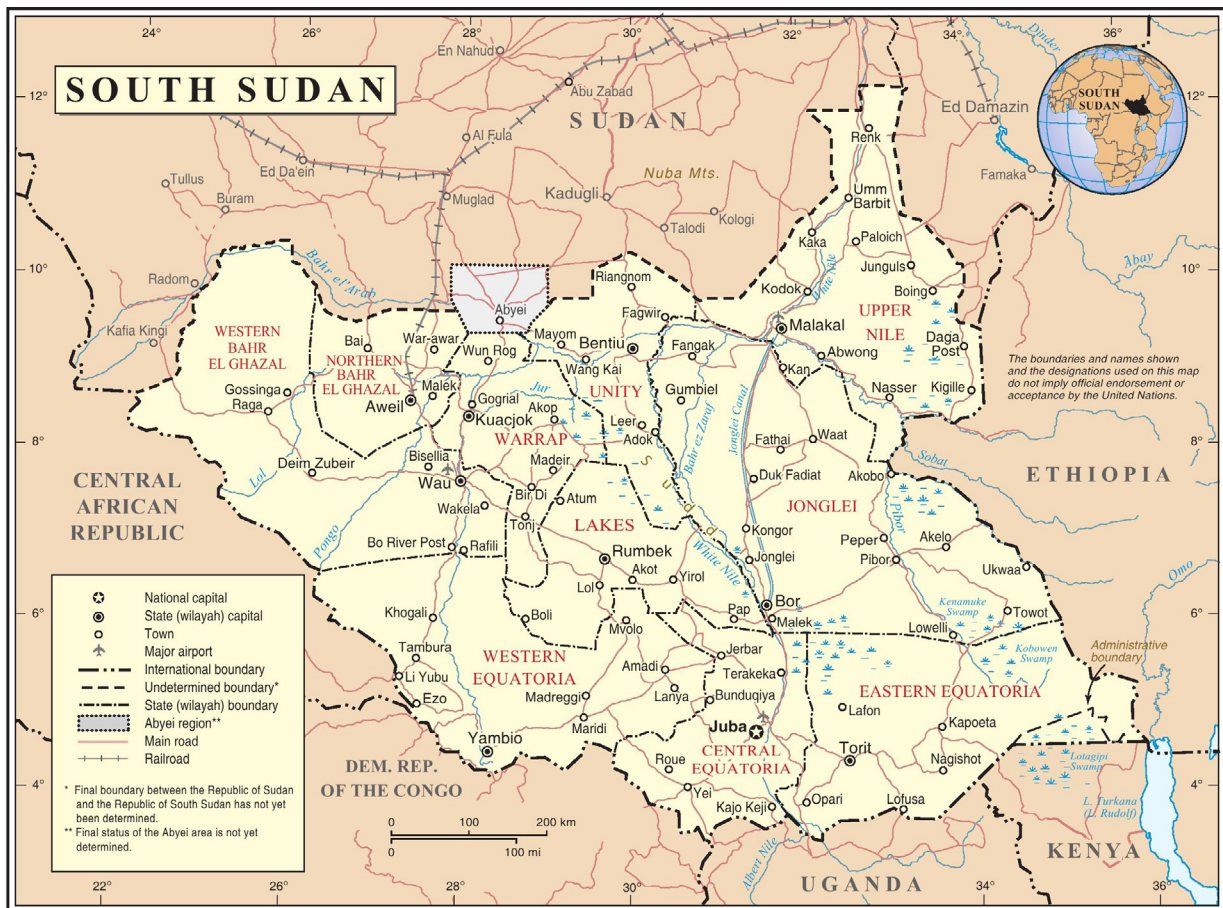 24°
26°
28°
30°
32°
34°
SOUTH SUDAN
12°
12°
En Nahud
Abu Zabad
SUDAN
Al Fula
Ed Da'ein
Tullus
Buram
Muglad
Kadugli
Nuba Mts.
Kologi
Talodi
Renk
Ed Damazin
Famaka
Dinder
SOUTH
SUDAN
Umm
Barbit
Kaka
Paloich
Junguls
Boing
10°
10°
Abay
Radom
Kafia Kingi
Bahr el'Arab
Abyei
Riangnom
Fagwir
Kodok
White Nile
UPPER
NILE
Malakal
Daga
Post
WESTERN
BAHR
EL GHAZAL
Bai
War-awar
NORTHERN
BAHR
EL GHAZAL
Wun Rog
Mayom
Bentiu
Wang Kai
Fangak
Abwong
Kan
Nasser
Kigille
The boundaries and names shown
and the designations used on this map
do not imply official endorsement or
acceptance by the United Nations.
Gossinga
Raga
Malek
Aweil
Gogrial
Kuacjok
Jur
UNITY
Gumbiel
Akop
Leer
Adok
Bahr ez Zaraf
Jonglei Canal
WARRAP
Fathai
Waat
8°
8°
CENTRAL
AFRICAN
REPUBLIC
Lol
Deim Zubeir
Bisellia
Wau
Madeir
Bir Di
Atum
Sudd
Duk Fadiat
Akobo
Sobat
ETHIOPIA
Wakela
Tonj
LAKES
JONGLEI
Pibor
Pongo
Bo River Post
Rafili
Rumbek
Kongor
Jonglei
White Nile
Peper
Pibor
Akelo
Ukwaa
Omo
Akot
Yirol
Lol
Bor
Malek
Pap
Kenamuke
Swamp
Towot
Lowelli
Kobowen
Swamp
6°
6°
Khogali
Boli
Mvolo
Tambura
Li Yubu
Ezo
WESTERN
EQUATORIA
Amadi
Jerbar
Terakeka
Lanya
Bunduqiya
Madreggi
Maridi
Administrative
boundary
EASTERN EQUATORIA
Lafon
Kapoeta
Juba
CENTRAL
EQUATORIA
Torit
Nagishot
Yambio
Roue
Yei
Kajo Keji
Opari
Lofusa
Lotagipi
Swamp
L. Turkana
(L. Rudolf)
4°
4°
DEM. REP.
OF THE CONGO
Albert Nile
UGANDA
KENYA
National capital
State (wilayah) capital
Town
Major airport
International boundary
Undetermined boundary*
State (wilayah) boundary
Abyei region**
Main road
Railroad
* Final boundary between the Republic of Sudan
and the Republic of South Sudan has not yet
been determined.
** Final status of the Abyei area is not yet
determined.
0 100 200 km
0 100 mi
22°
24°
26°
28°
30°
34°
36°